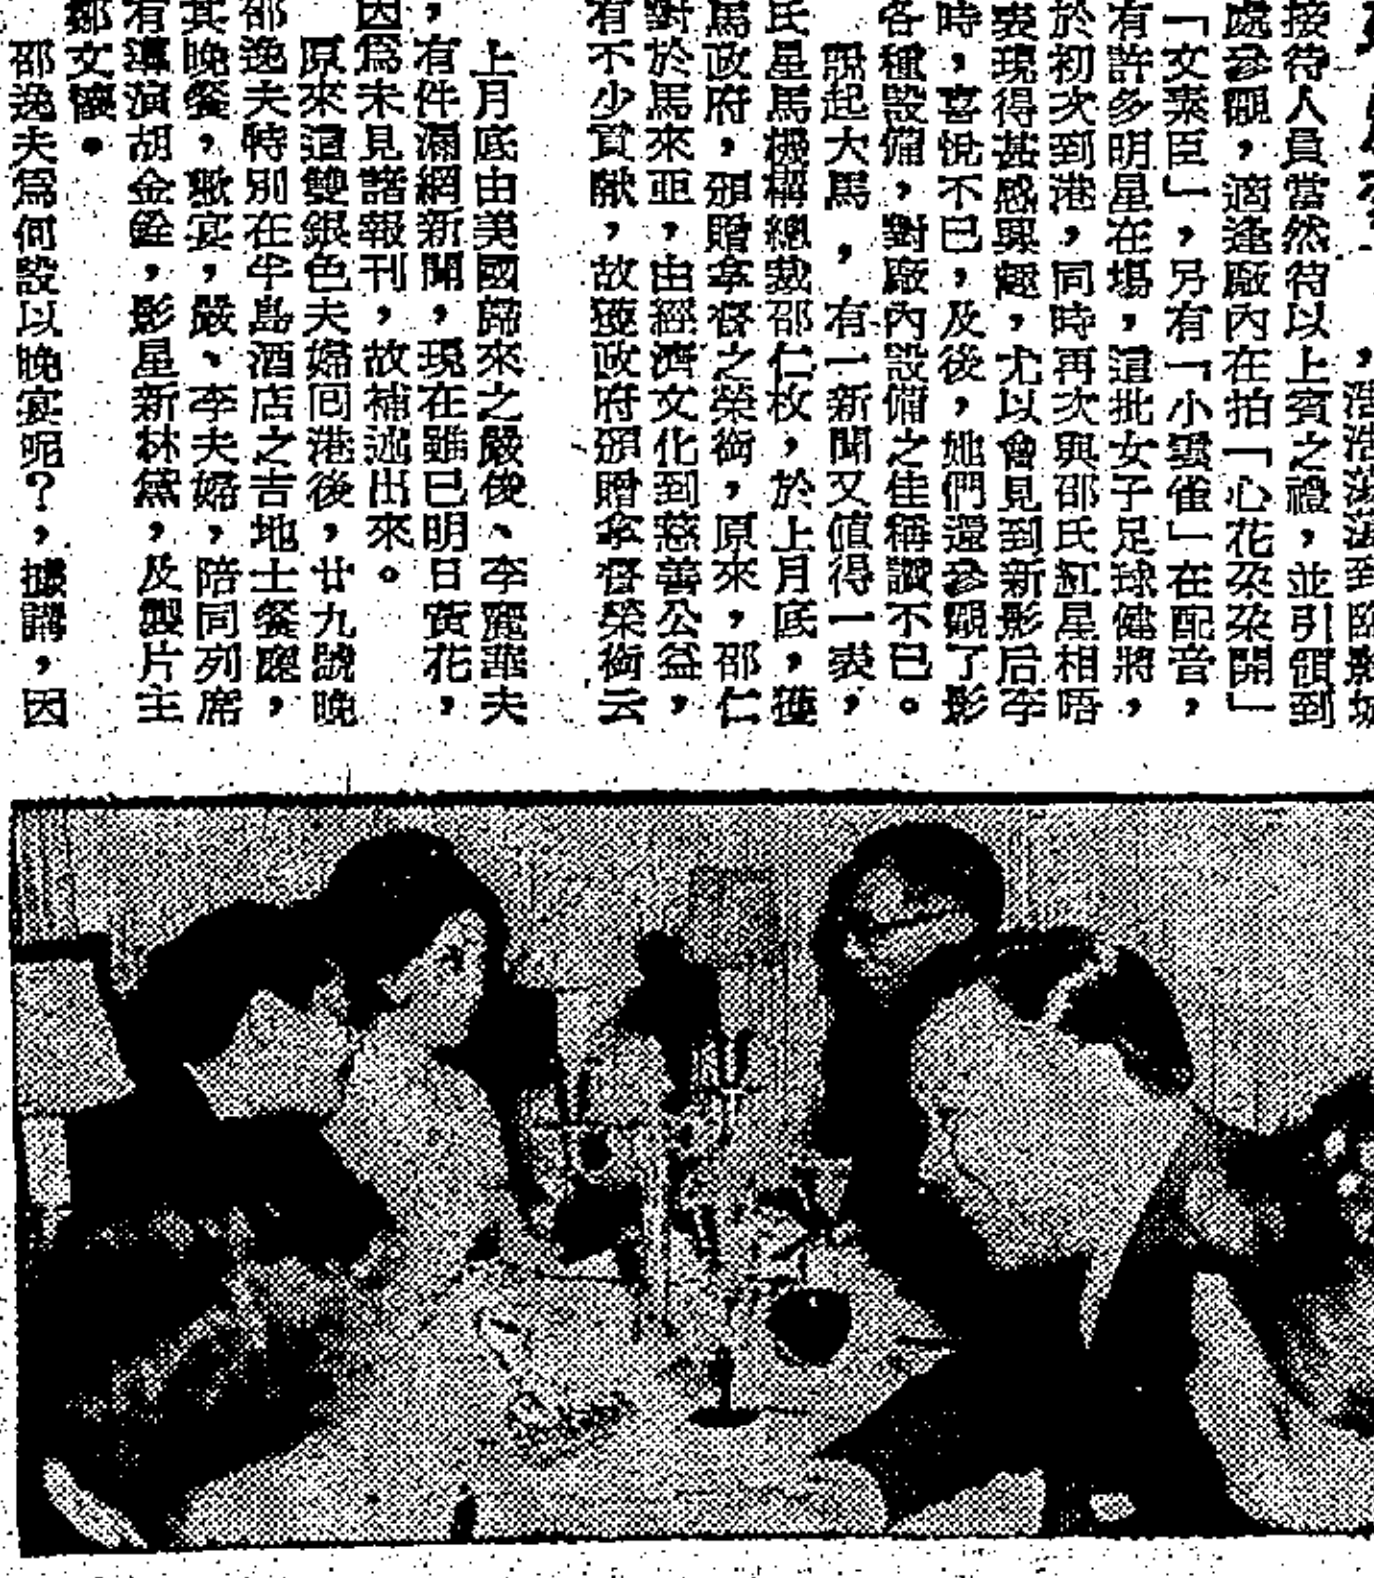 ，浩浩蕩蕩到臨影城
接待人員當然待以上賓之禮，並引領到
處參觀，適逢廠內在拍「心花朶朶開」
「文素臣」，另有「小雲雀」在配音，
有許多明星在場，這批女子足球健將，
於初次到港，同時再次與邵氏紅星相唔
表現得甚感興趣，尤以會見到新影后李
時，喜悅不已，及後，她們還參觀了影
各種設備，對廠內設備之佳稱讚不已。
說起大馬，有一新聞又值得一表，
氏星馬機構總裁邵仁枚，於上月底，獲
馬政府，頒贈拿督之榮銜，原來，邵仁
對於馬來亞，由經濟文化到慈善公益，
有不少貢献，故獲政府頒贈拿督榮銜云
上月底由美國歸來之嚴俊、李麗華夫
，有件漏網新聞，現在雖已明日黃花，
因爲未見諸報刊，故補述出來。
原來這雙銀色夫婦囘港後，廿九號晚
邵逸夫特別在半島酒店之吉地士餐廳，
其晚餐，歡宴，嚴、李夫婦，陪同列席
有導演胡金銓，影星新林黛，及製片主
鄒文懷。
邵逸夫爲何設以晚宴呢？，據講，因